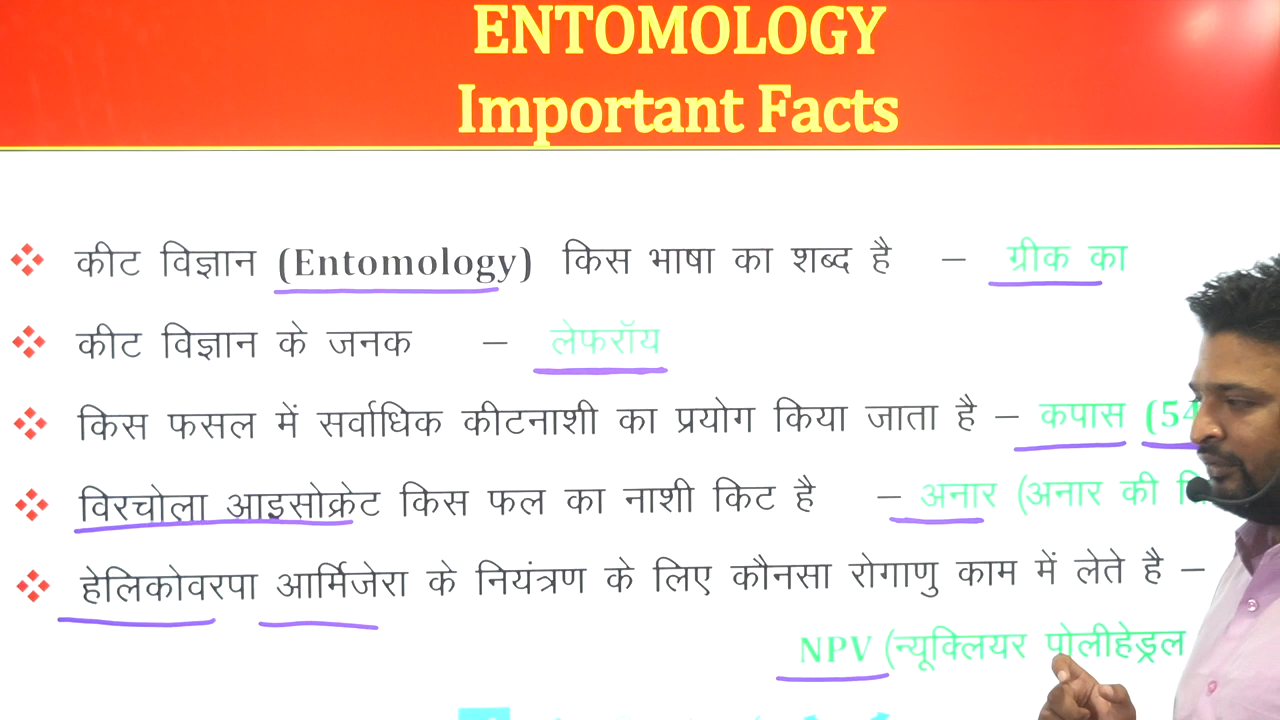 ENTOMOLOGY
Important Facts
कीट विज्ञान (Entomology) किस भाषा का शब्द है – ग्रीक का
कीट विज्ञान के जनक – लेफरॉय
किस फसल में सर्वाधिक कीटनाशी का प्रयोग किया जाता है – कपास (54
विरचोला आइसोक्रेट किस फल का नाशी किट है – अनार (अनार की
हेलिकोवरपा आर्मिजेरा के नियंत्रण के लिए कौनसा रोगाणु काम में लेते है –
NPV (न्यूक्लियर पोलीहेड्रल